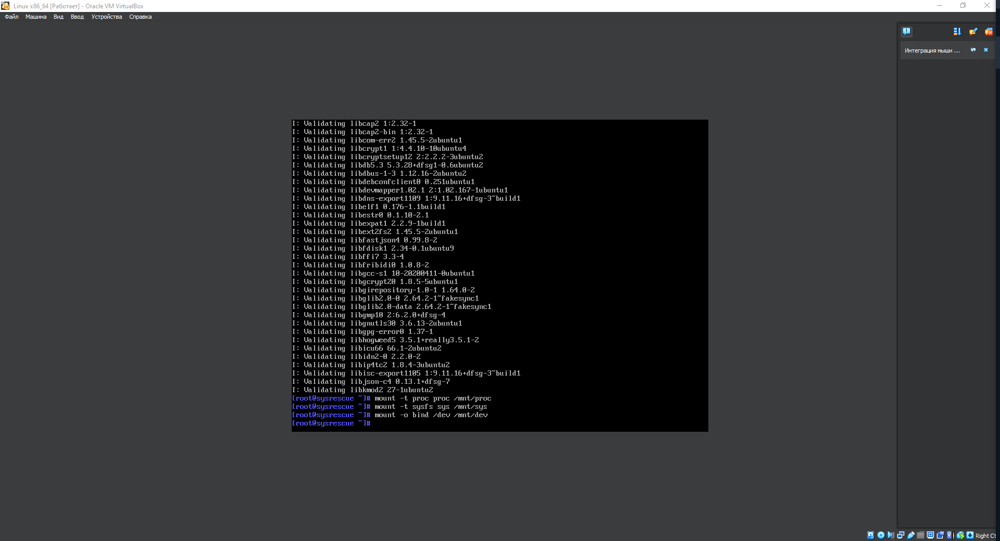 Linux x86_64 [Работает] - Oracle VM VirtualBox
Файл Машина Вид Ввод Устройства Справка
Интеграция мыши ...
I: Validating libcap2 1:2.32-1
I: Validating libcap2-bin 1:2.32-1
I: Validating libcom-err2 1.45.5-2ubuntu1
I: Validating libcrypt1 1:4.4.10-10ubuntu4
I: Validating libcryptsetup12 2:2.2.2-3ubuntu2
I: Validating libdb5.3 5.3.28+dfsg1-0.6ubuntu2
I: Validating libdbus-1-3 1.12.16-2ubuntu2
I: Validating libdebconfclient0 0.251ubuntu1
I: Validating libdevmapper1.02.1 2:1.02.167-1ubuntu1
I: Validating libdns-export1109 1:9.11.16+dfsg-3~build1
I: Validating libelf1 0.176-1.1build1
I: Validating libestr0 0.1.10-2.1
I: Validating libexpat1 2.2.9-1build1
I: Validating libext2fs2 1.45.5-2ubuntu1
I: Validating libfastjson4 0.99.8-2
I: Validating libfdisk1 2.34-0.1ubuntu9
I: Validating libffi7 3.3-4
I: Validating libfribidi0 1.0.8-2
I: Validating libgcc-s1 10-20200411-0ubuntu1
I: Validating libgcrypt20 1.8.5-5ubuntu1
I: Validating libgirepository-1.0-1 1.64.0-2
I: Validating libglib2.0-0 2.64.2-1~fakesync1
I: Validating libglib2.0-data 2.64.2-1~fakesync1
I: Validating libgmp10 2:6.2.0+dfsg-4
I: Validating libgnutls30 3.6.13-2ubuntu1
I: Validating libgpg-error0 1.37-1
I: Validating libhogweed5 3.5.1+really3.5.1-2
I: Validating libicu66 66.1-2ubuntu2
I: Validating libidn2-0 2.2.0-2
I: Validating libip4tc2 1.8.4-3ubuntu2
I: Validating libisc-export1105 1:9.11.16+dfsg-3~build1
I: Validating libjson-c4 0.13.1+dfsg-7
I: Validating libkmod2 27-1ubuntu2
[root@sysrescue ~]# mount -t proc proc /mnt/proc
[root@sysrescue ~]# mount -t sysfs sys /mnt/sys
[root@sysrescue ~]# mount -o bind /dev /mnt/dev
[root@sysrescue ~]#
Right Ct